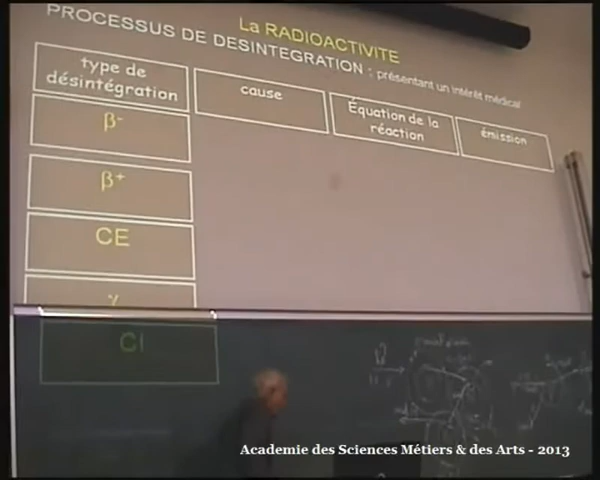 La RADIOACTIVITE
PROCESSUS DE DESINTEGRATION : présentant un intérêt médical
type de
désintégration
cause
Équation de la
réaction
émission
β-
β+
CE
γ
CI
Academie des Sciences Métiers & des Arts - 2013